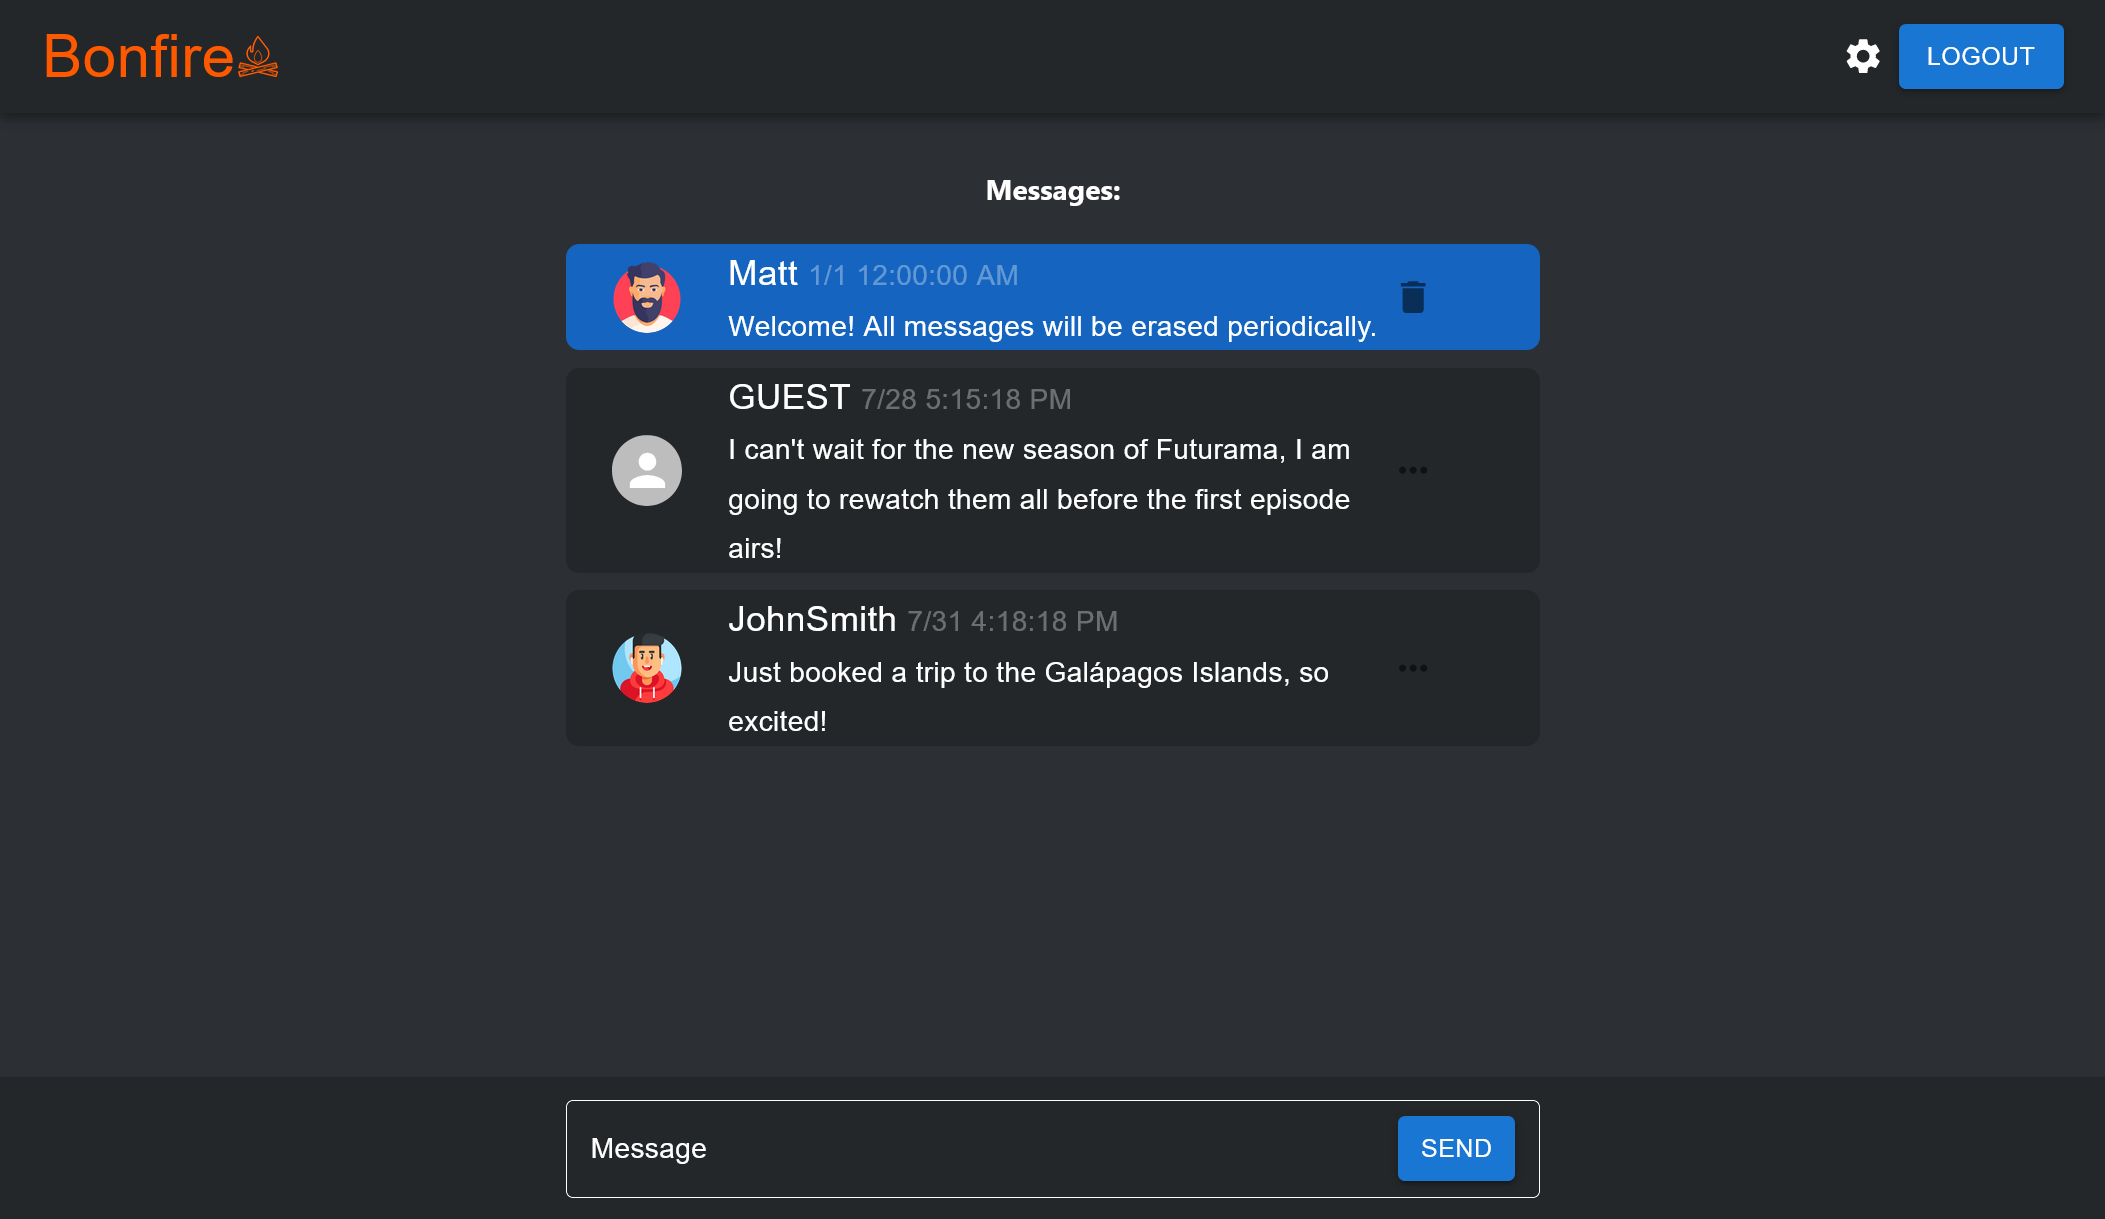 Bonfire
LOGOUT
Messages:
Matt 1/1 12:00:00 AM
Welcome! All messages will be erased periodically.
GUEST 7/28 5:15:18 PM
I can't wait for the new season of Futurama, I am
going to rewatch them all before the first episode
airs!
JohnSmith 7/31 4:18:18 PM
Just booked a trip to the Galápagos Islands, so
excited!
Message
SEND